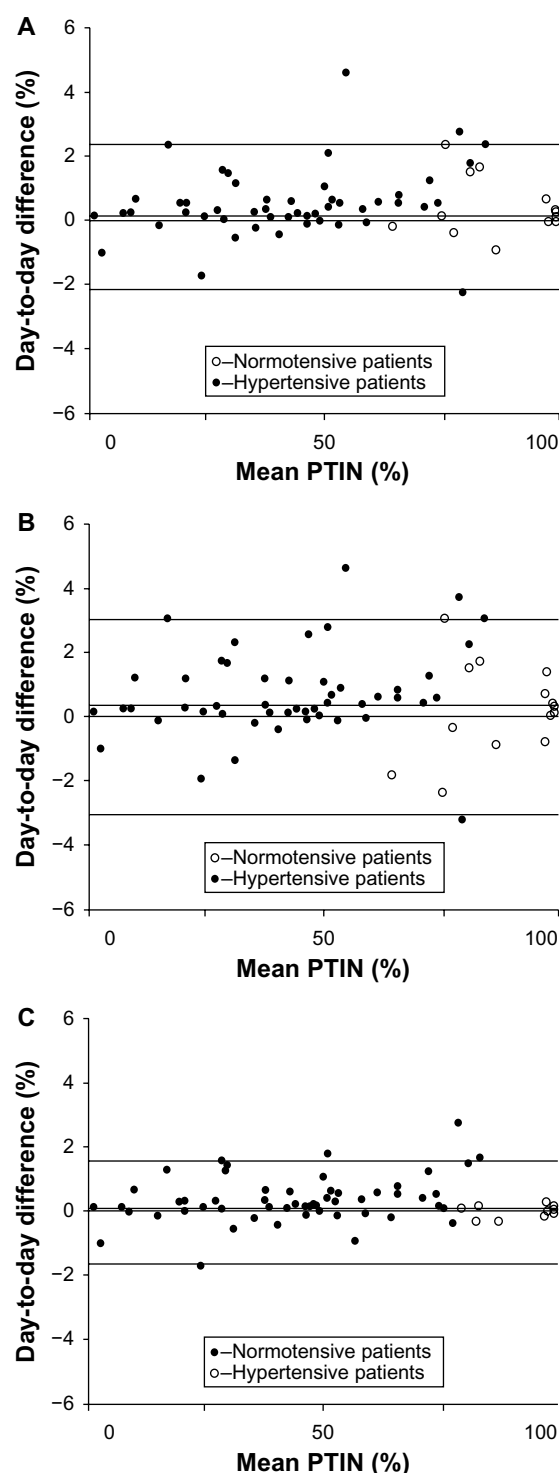 A
Day-to-day difference (%)
6
4
2
0
−2
−4
−6
○–Normotensive patients
●–Hypertensive patients
0 50 100
Mean PTIN (%)
B
Day-to-day difference (%)
6
4
2
0
−2
−4
−6
○–Normotensive patients
●–Hypertensive patients
0 50 100
Mean PTIN (%)
C
Day-to-day difference (%)
6
4
2
0
−2
−4
−6
●–Normotensive patients
○–Hypertensive patients
0 50 100
Mean PTIN (%)